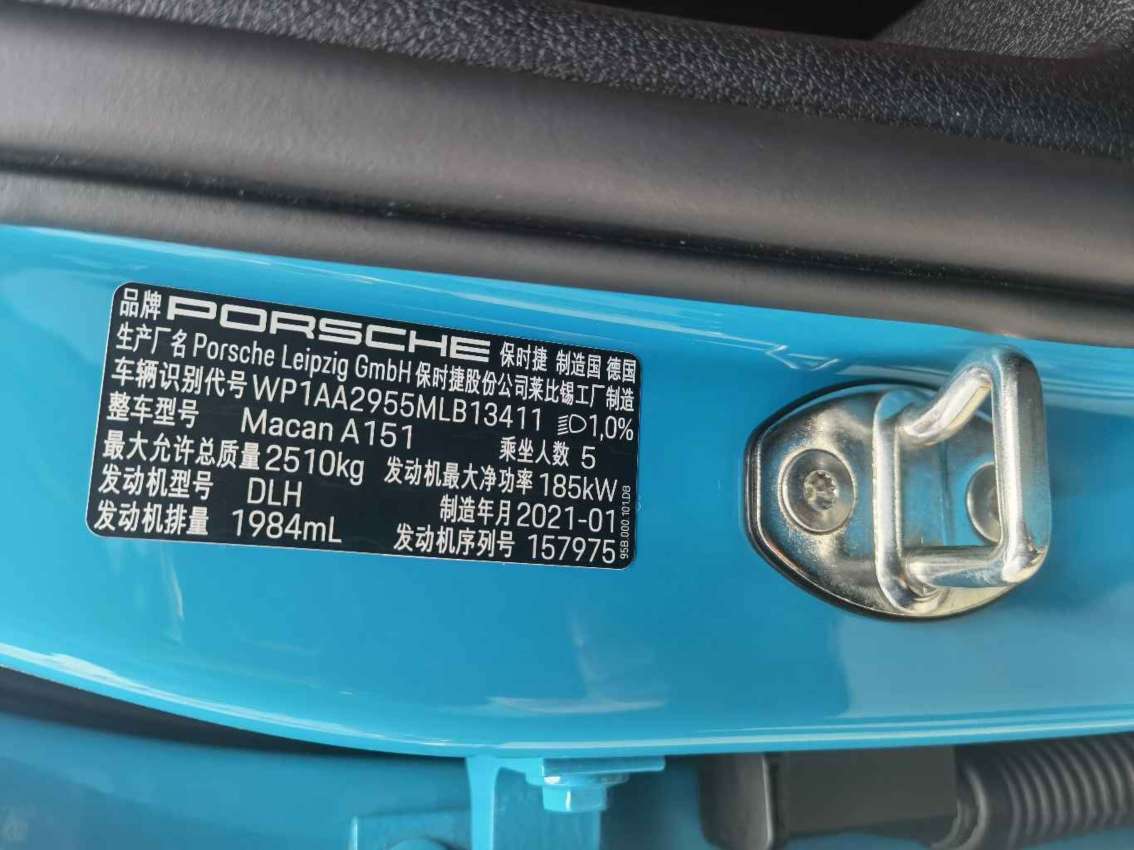 品牌 PORSCHE 保时捷 制造国 德国
生产厂名 Porsche Leipzig GmbH 保时捷股份公司莱比锡工厂制造
车辆识别代号 WP1AA2955MLB13411 1,0%
整车型号 Macan A151 乘坐人数 5
最大允许总质量 2510kg 发动机最大净功率 185kW
发动机型号 DLH 制造年月 2021-01
发动机排量 1984mL 发动机序列号 157975
95B.000.101.DB